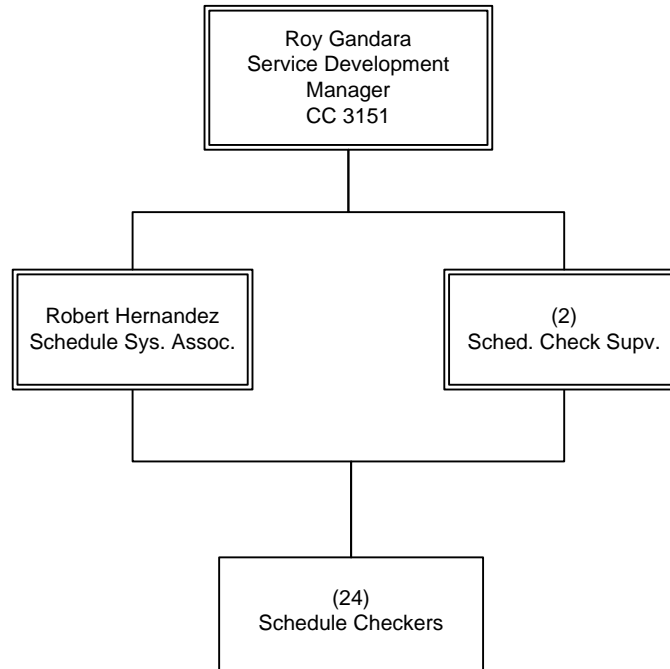 Roy Gandara
Service Development
Manager
CC 3151
Robert Hernandez
Schedule Sys. Assoc.
(2)
Sched. Check Supv.
(24)
Schedule Checkers